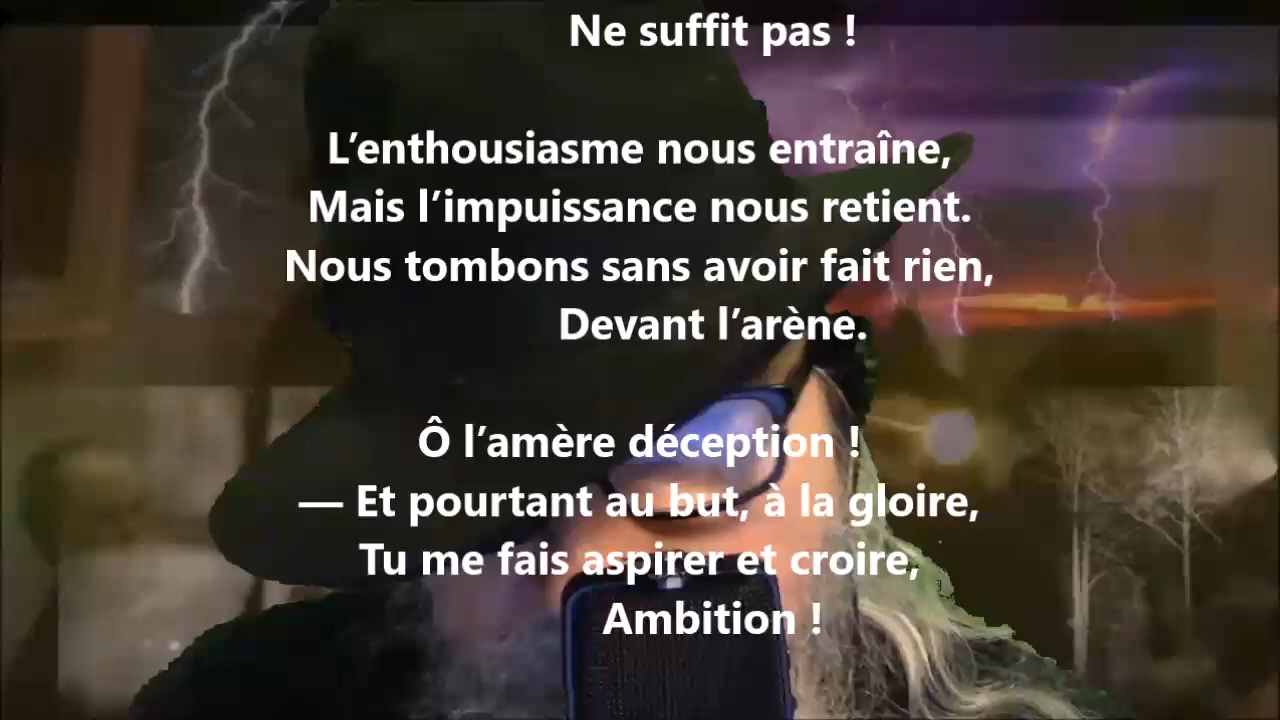 Ne suffit pas !
L’enthousiasme nous entraîne,
Mais l’impuissance nous retient.
Nous tombons sans avoir fait rien,
Devant l’arène.
Ô l’amère déception !
— Et pourtant au but, à la gloire,
Tu me fais aspirer et croire,
Ambition !